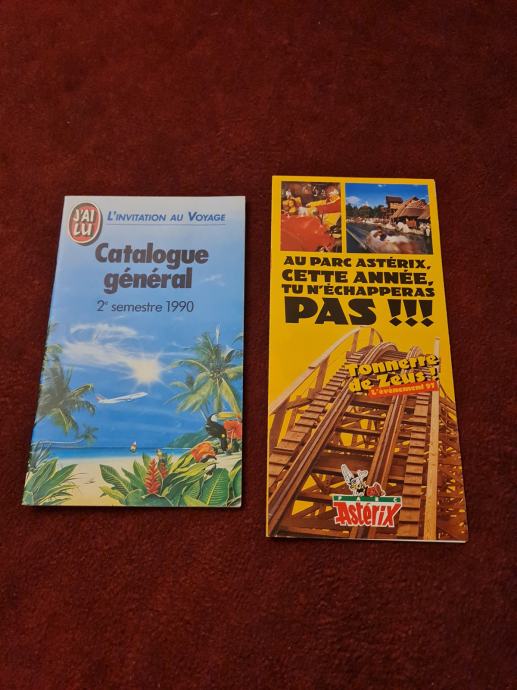 J'AI
LU
L'INVITATION AU VOYAGE
Catalogue
général
2e semestre 1990
AU PARC ASTÉRIX,
CETTE ANNÉE,
TU N'ÉCHAPPERAS
PAS !!!
Tonnerre
de Zeus !
L'événement 97
PARC
Astérix